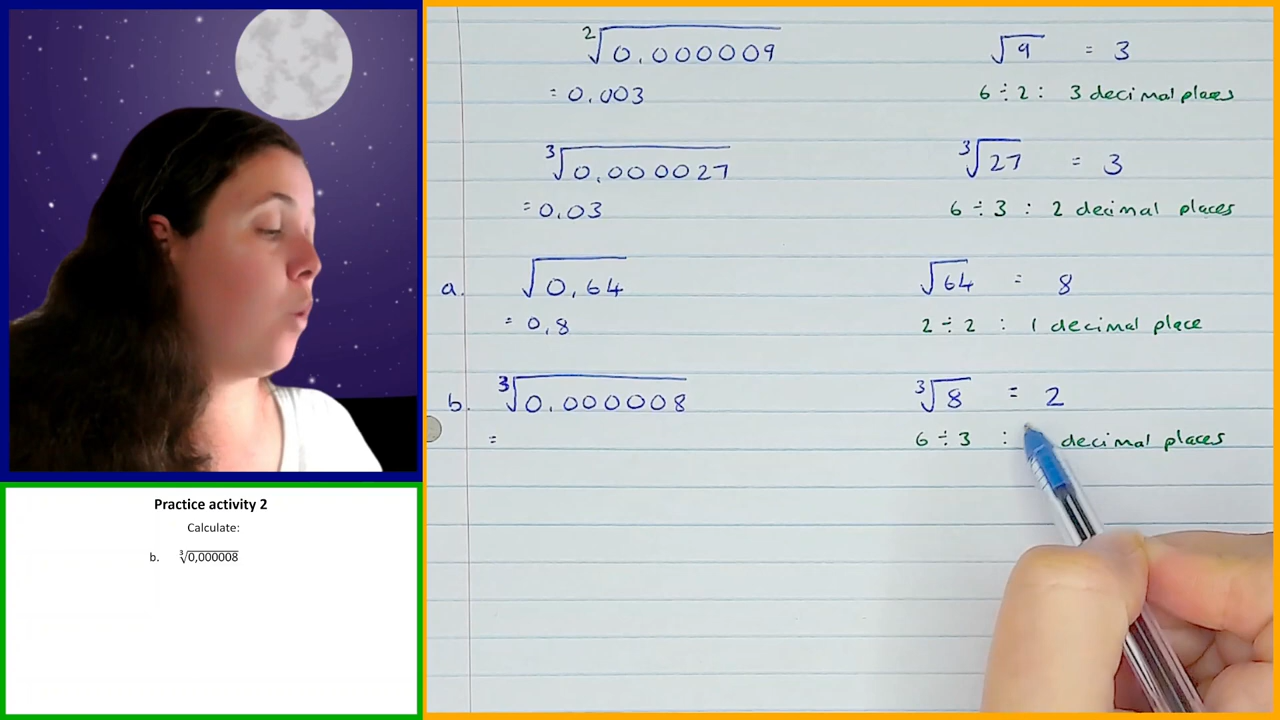 ²√0,000009 √9 = 3
= 0,003 6 ÷ 2 : 3 decimal places
³√0,000027 ³√27 = 3
= 0,03 6 ÷ 3 : 2 decimal places
a. √0,64 √64 = 8
= 0,8 2 ÷ 2 : 1 decimal place
b. ³√0,000008 ³√8 = 2
= 6 ÷ 3 : decimal places
Practice activity 2
Calculate:
b. ³√0,000008